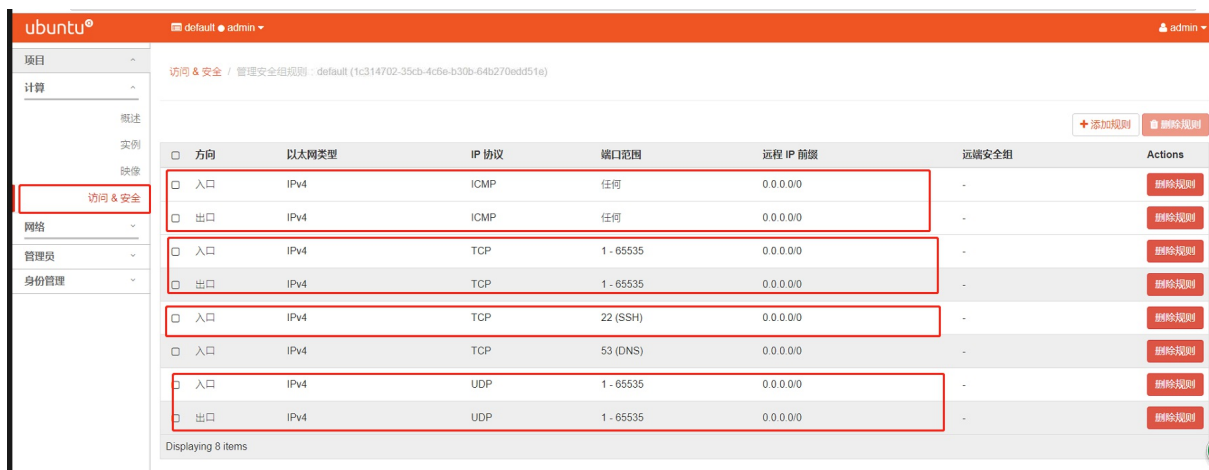 ubuntu
default admin
admin
项目
计算
概述
实例
映像
访问 & 安全
网络
管理员
身份管理
访问 & 安全 / 管理安全组规则 : default (1c314702-35cb-4c6e-b30b-64b270edd51e)
+添加规则 删除规则
方向 以太网类型 IP 协议 端口范围 远程 IP 前缀 远端安全组 Actions
入口 IPv4 ICMP 任何 0.0.0.0/0 - 删除规则
出口 IPv4 ICMP 任何 0.0.0.0/0 - 删除规则
入口 IPv4 TCP 1 - 65535 0.0.0.0/0 - 删除规则
出口 IPv4 TCP 1 - 65535 0.0.0.0/0 - 删除规则
入口 IPv4 TCP 22 (SSH) 0.0.0.0/0 - 删除规则
入口 IPv4 TCP 53 (DNS) 0.0.0.0/0 - 删除规则
入口 IPv4 UDP 1 - 65535 0.0.0.0/0 - 删除规则
出口 IPv4 UDP 1 - 65535 0.0.0.0/0 - 删除规则
Displaying 8 items